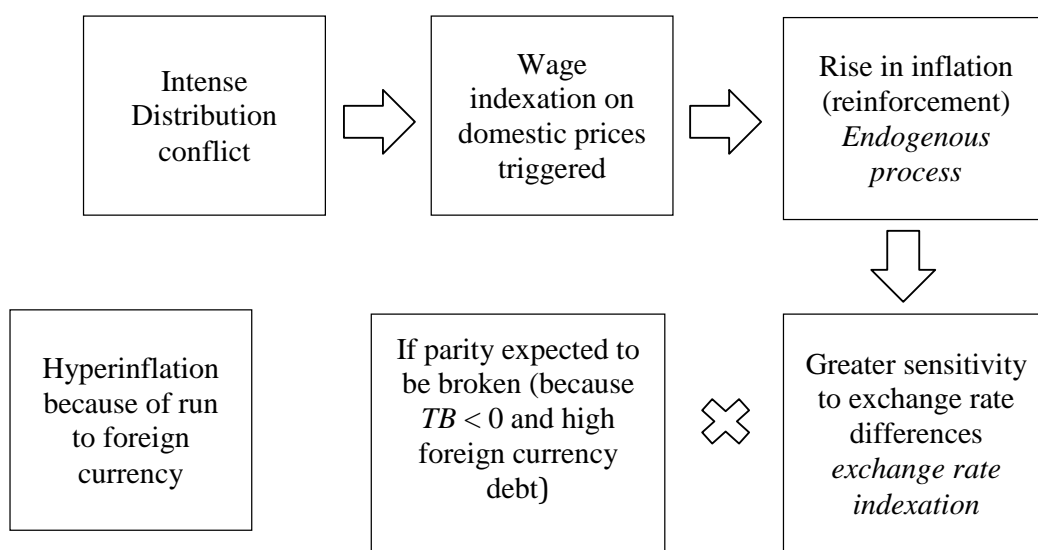 Intense
Distribution
conflict
Wage
indexation on
domestic prices
triggered
Rise in inflation
(reinforcement)
Endogenous
process
Hyperinflation
because of run
to foreign
currency
If parity expected to
be broken (because
TB < 0 and high
foreign currency
debt)
Greater sensitivity
to exchange rate
differences
exchange rate
indexation